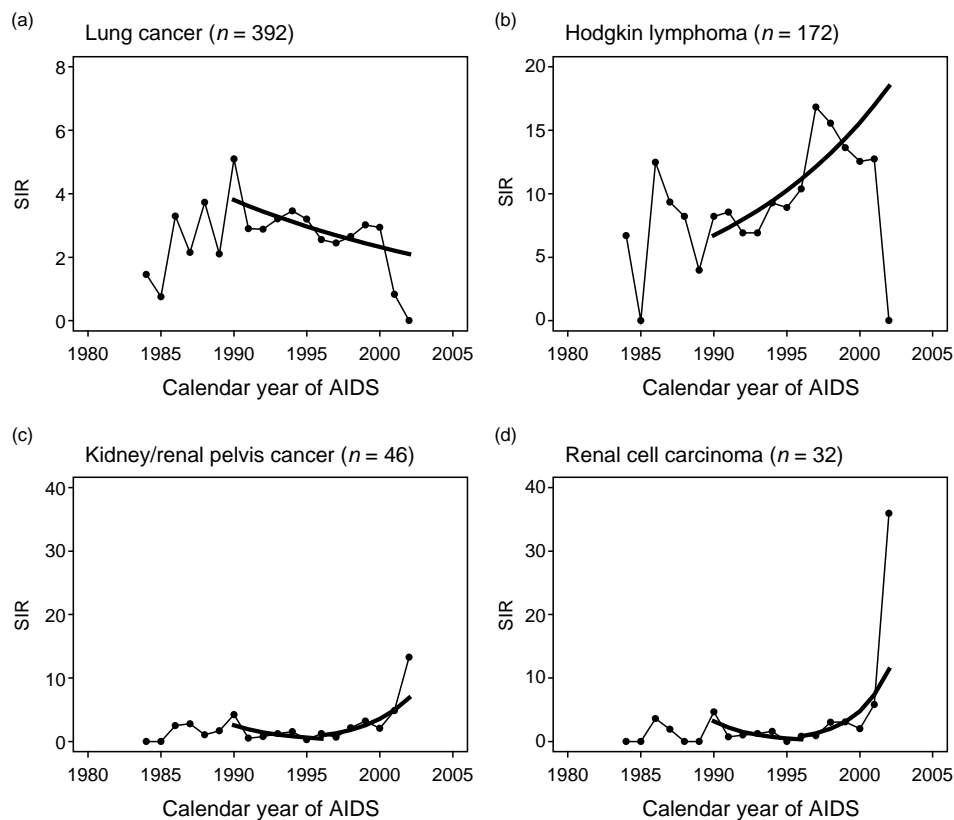 (a)
Lung cancer (n = 392)
8
6
4
2
0
SIR
1980 1985 1990 1995 2000 2005
Calendar year of AIDS
(b)
Hodgkin lymphoma (n = 172)
20
15
10
5
0
SIR
1980 1985 1990 1995 2000 2005
Calendar year of AIDS
(c)
Kidney/renal pelvis cancer (n = 46)
40
30
20
10
0
SIR
1980 1985 1990 1995 2000 2005
Calendar year of AIDS
(d)
Renal cell carcinoma (n = 32)
40
30
20
10
0
SIR
1980 1985 1990 1995 2000 2005
Calendar year of AIDS